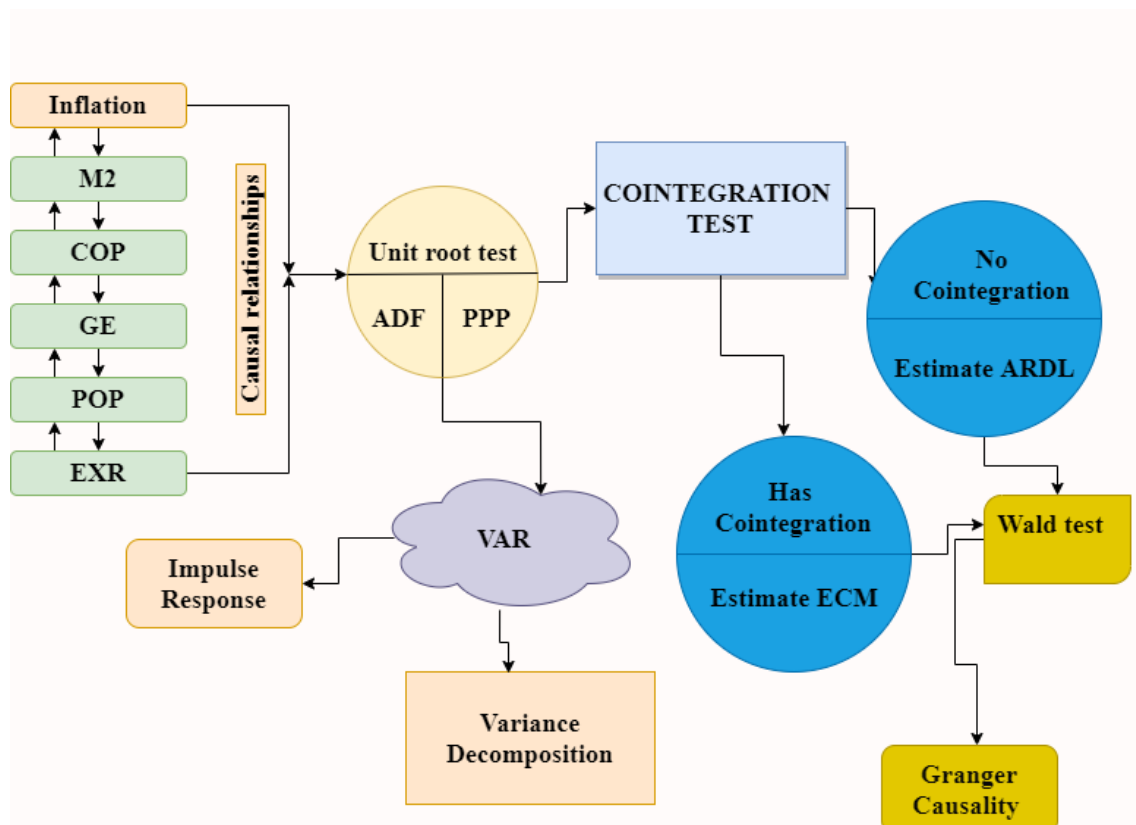 Inflation
M2
COP
GE
POP
EXR
Causal relationships
Unit root test
ADF
PPP
COINTEGRATION
TEST
No
Cointegration
Estimate ARDL
Has
Cointegration
Estimate ECM
Wald test
Granger
Causality
VAR
Impulse
Response
Variance
Decomposition